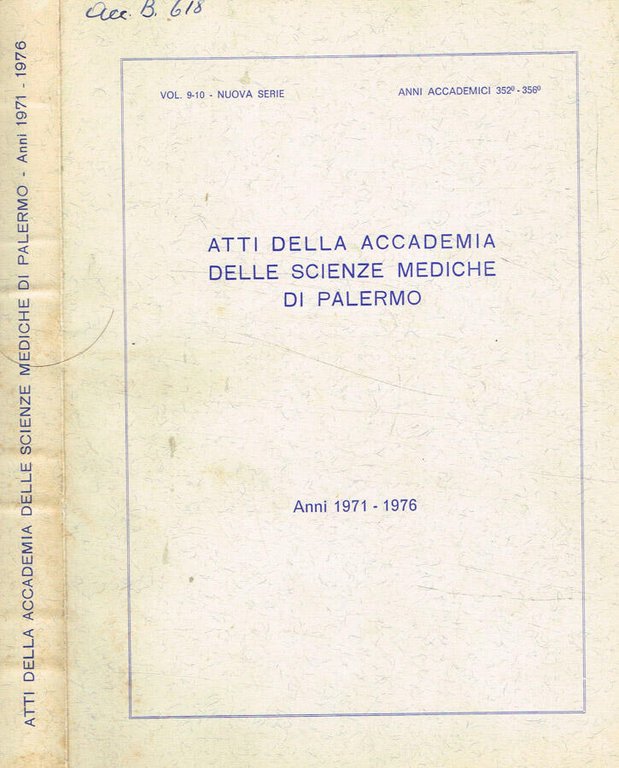 Acc. B. 618
VOL. 9-10 - NUOVA SERIE
ANNI ACCADEMICI 352º - 356º
ATTI DELLA ACCADEMIA
DELLE SCIENZE MEDICHE
DI PALERMO
Anni 1971 - 1976
ATTI DELLA ACCADEMIA DELLE SCIENZE MEDICHE DI PALERMO - Anni 1971 - 1976